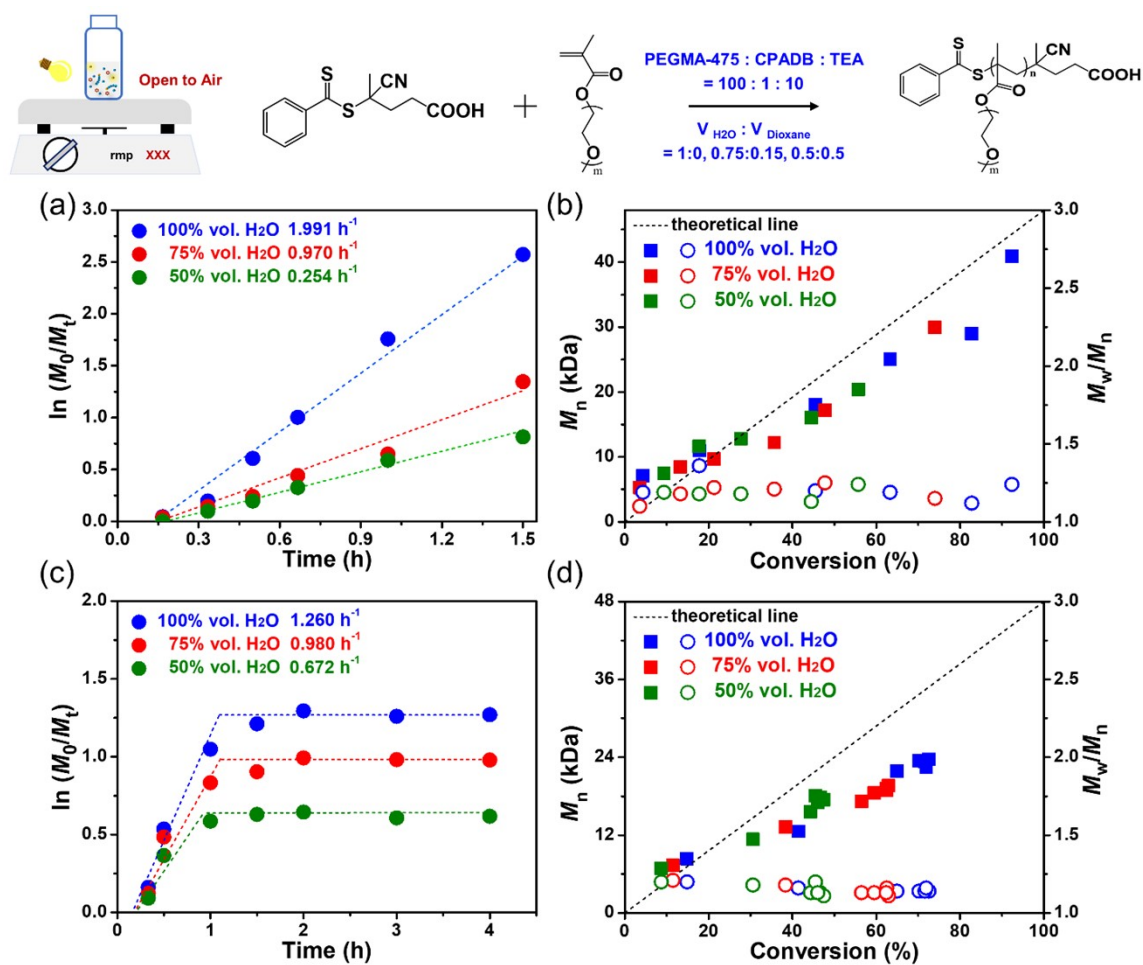 Open to Air
rmp XXX
S
S
CN
COOH
+
O
O
O
m
PEGMA-475 : CPADB : TEA
= 100 : 1 : 10
V H2O : V Dioxane
= 1:0, 0.75:0.15, 0.5:0.5
S
S
n
CN
COOH
O
O
O
m
(a)
3.0
2.5
2.0
1.5
1.0
0.5
0.0
ln (M0/Mt)
100% vol. H2O 1.991 h-1
75% vol. H2O 0.970 h-1
50% vol. H2O 0.254 h-1
0.0 0.3 0.6 0.9 1.2 1.5
Time (h)
(b)
40
30
20
10
0
Mn (kDa)
theoretical line
100% vol. H2O
75% vol. H2O
50% vol. H2O
3.0
2.5
2.0
1.5
1.0
Mw/Mn
0 20 40 60 80 100
Conversion (%)
(c)
2.0
1.5
1.0
0.5
0.0
ln (M0/Mt)
100% vol. H2O 1.260 h-1
75% vol. H2O 0.980 h-1
50% vol. H2O 0.672 h-1
0 1 2 3 4
Time (h)
(d)
48
36
24
12
0
Mn (kDa)
theoretical line
100% vol. H2O
75% vol. H2O
50% vol. H2O
3.0
2.5
2.0
1.5
1.0
Mw/Mn
0 20 40 60 80 100
Conversion (%)